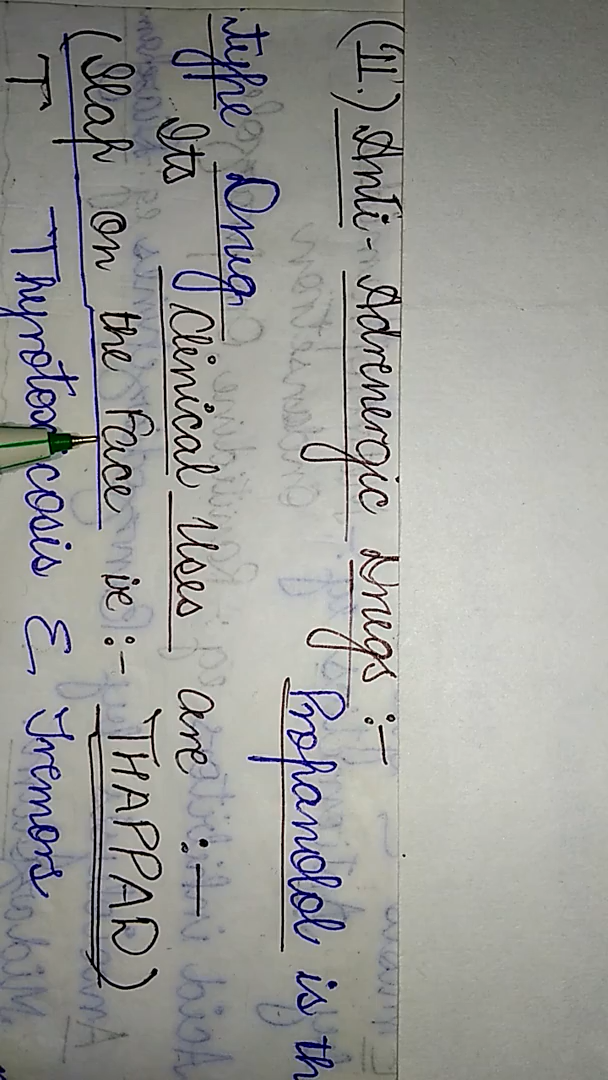 (II.) Anti-Adrenergic Drugs :-
Propanolol is th
type Drug
Its Clinical Uses are :-
(Slap on the face ie :- THAPPAD)
T Thyrotoxicosis & Tremors